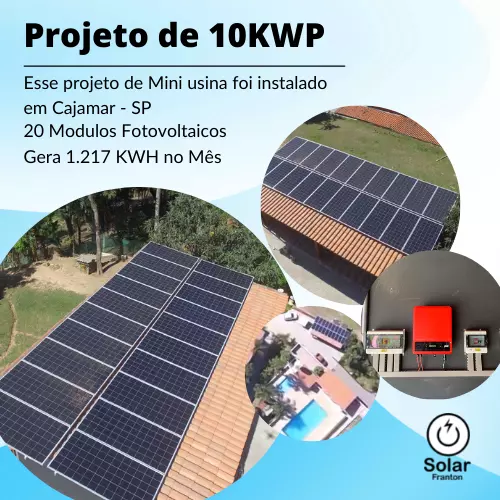 Projeto de 10KWP
Esse projeto de Mini usina foi instalado
em Cajamar - SP
20 Modulos Fotovoltaicos
Gera 1.217 KWH no Mês
Solar
Franton